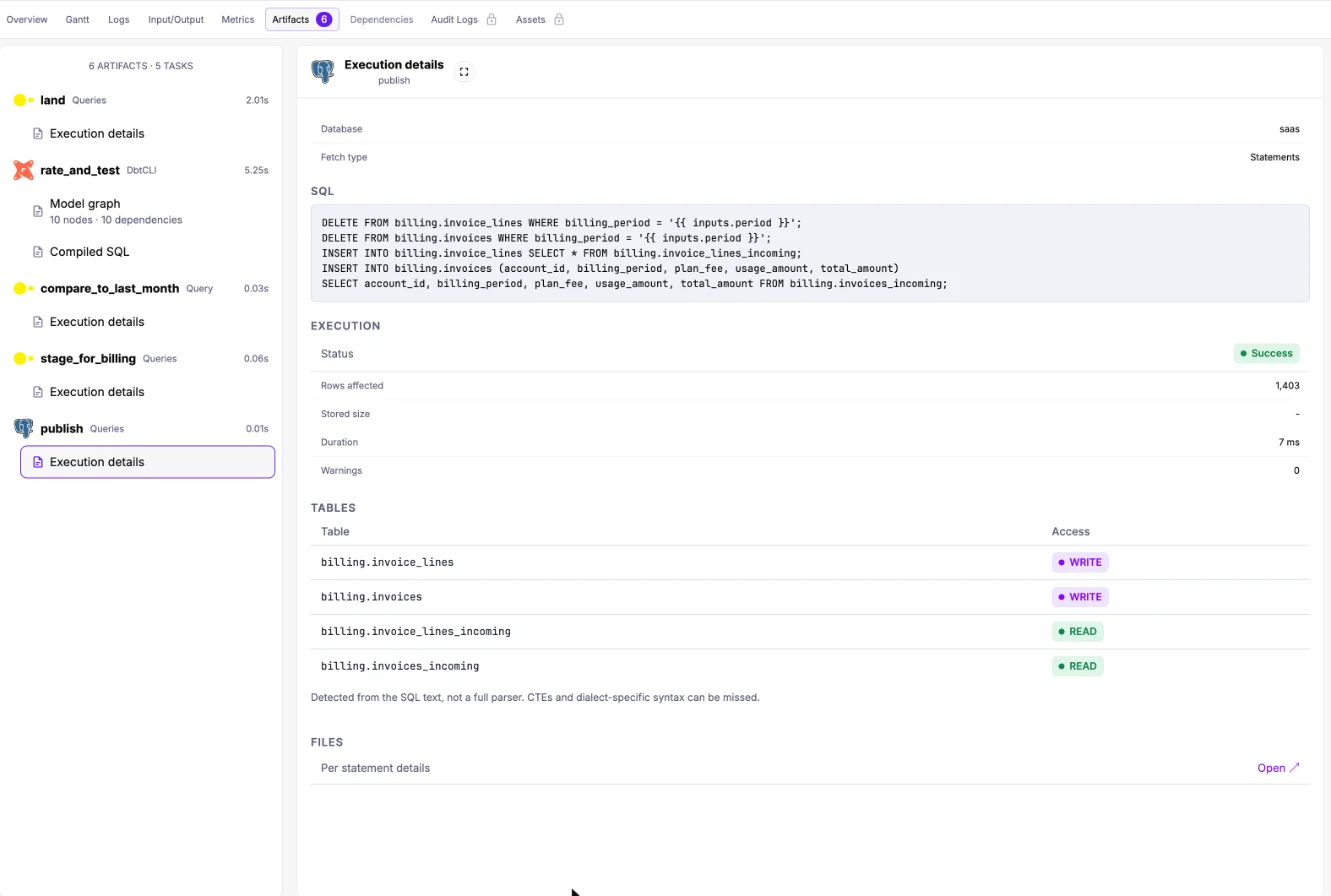 Overview Gantt Logs Input/Output Metrics Artifacts 6 Dependencies Audit Logs Assets
6 ARTIFACTS · 5 TASKS
land Queries 2.01s
Execution details
rate_and_test DbtCLI 5.25s
Model graph
10 nodes · 10 dependencies
Compiled SQL
compare_to_last_month Query 0.03s
Execution details
stage_for_billing Queries 0.06s
Execution details
publish Queries 0.01s
Execution details
Execution details
publish
Database saas
Fetch type Statements
SQL
DELETE FROM billing.invoice_lines WHERE billing_period = '{{ inputs.period }}';
DELETE FROM billing.invoices WHERE billing_period = '{{ inputs.period }}';
INSERT INTO billing.invoice_lines SELECT * FROM billing.invoice_lines_incoming;
INSERT INTO billing.invoices (account_id, billing_period, plan_fee, usage_amount, total_amount)
SELECT account_id, billing_period, plan_fee, usage_amount, total_amount FROM billing.invoices_incoming;
EXECUTION
Status Success
Rows affected 1,403
Stored size -
Duration 7 ms
Warnings 0
TABLES
Table Access
billing.invoice_lines WRITE
billing.invoices WRITE
billing.invoice_lines_incoming READ
billing.invoices_incoming READ
Detected from the SQL text, not a full parser. CTEs and dialect-specific syntax can be missed.
FILES
Per statement details Open